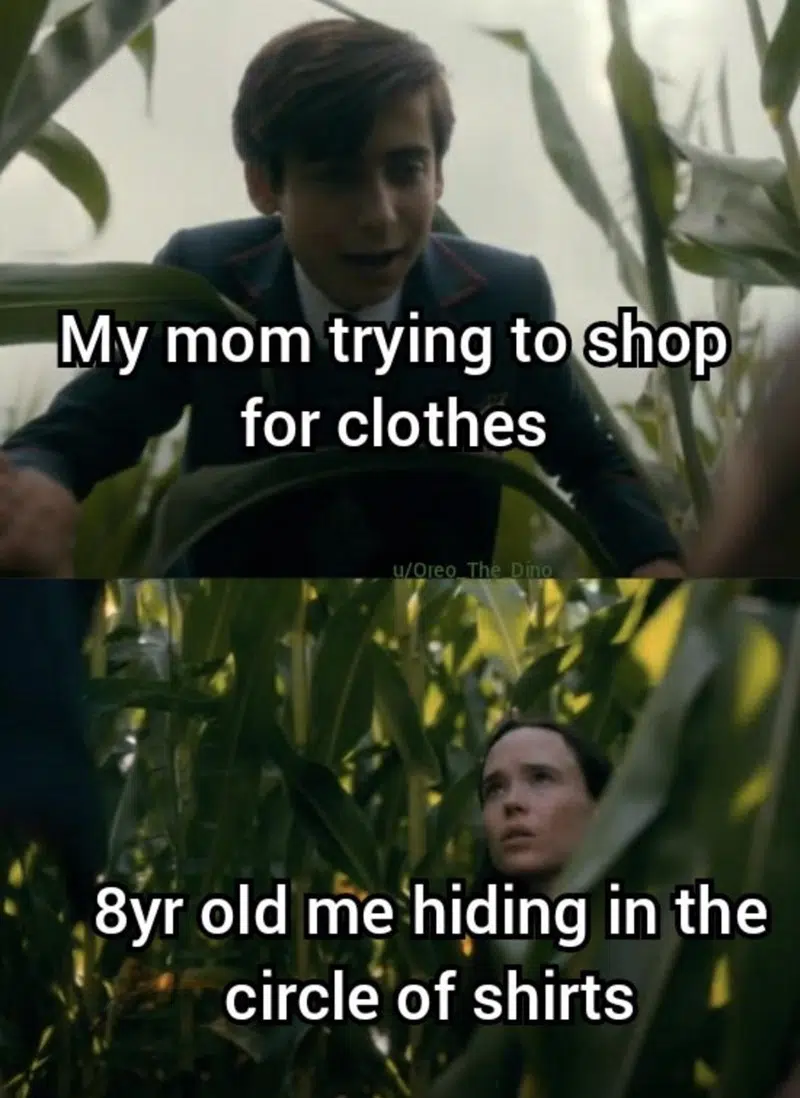 My mom trying to shop
for clothes
u/Oreo_The_Dino
8yr old me hiding in the
circle of shirts